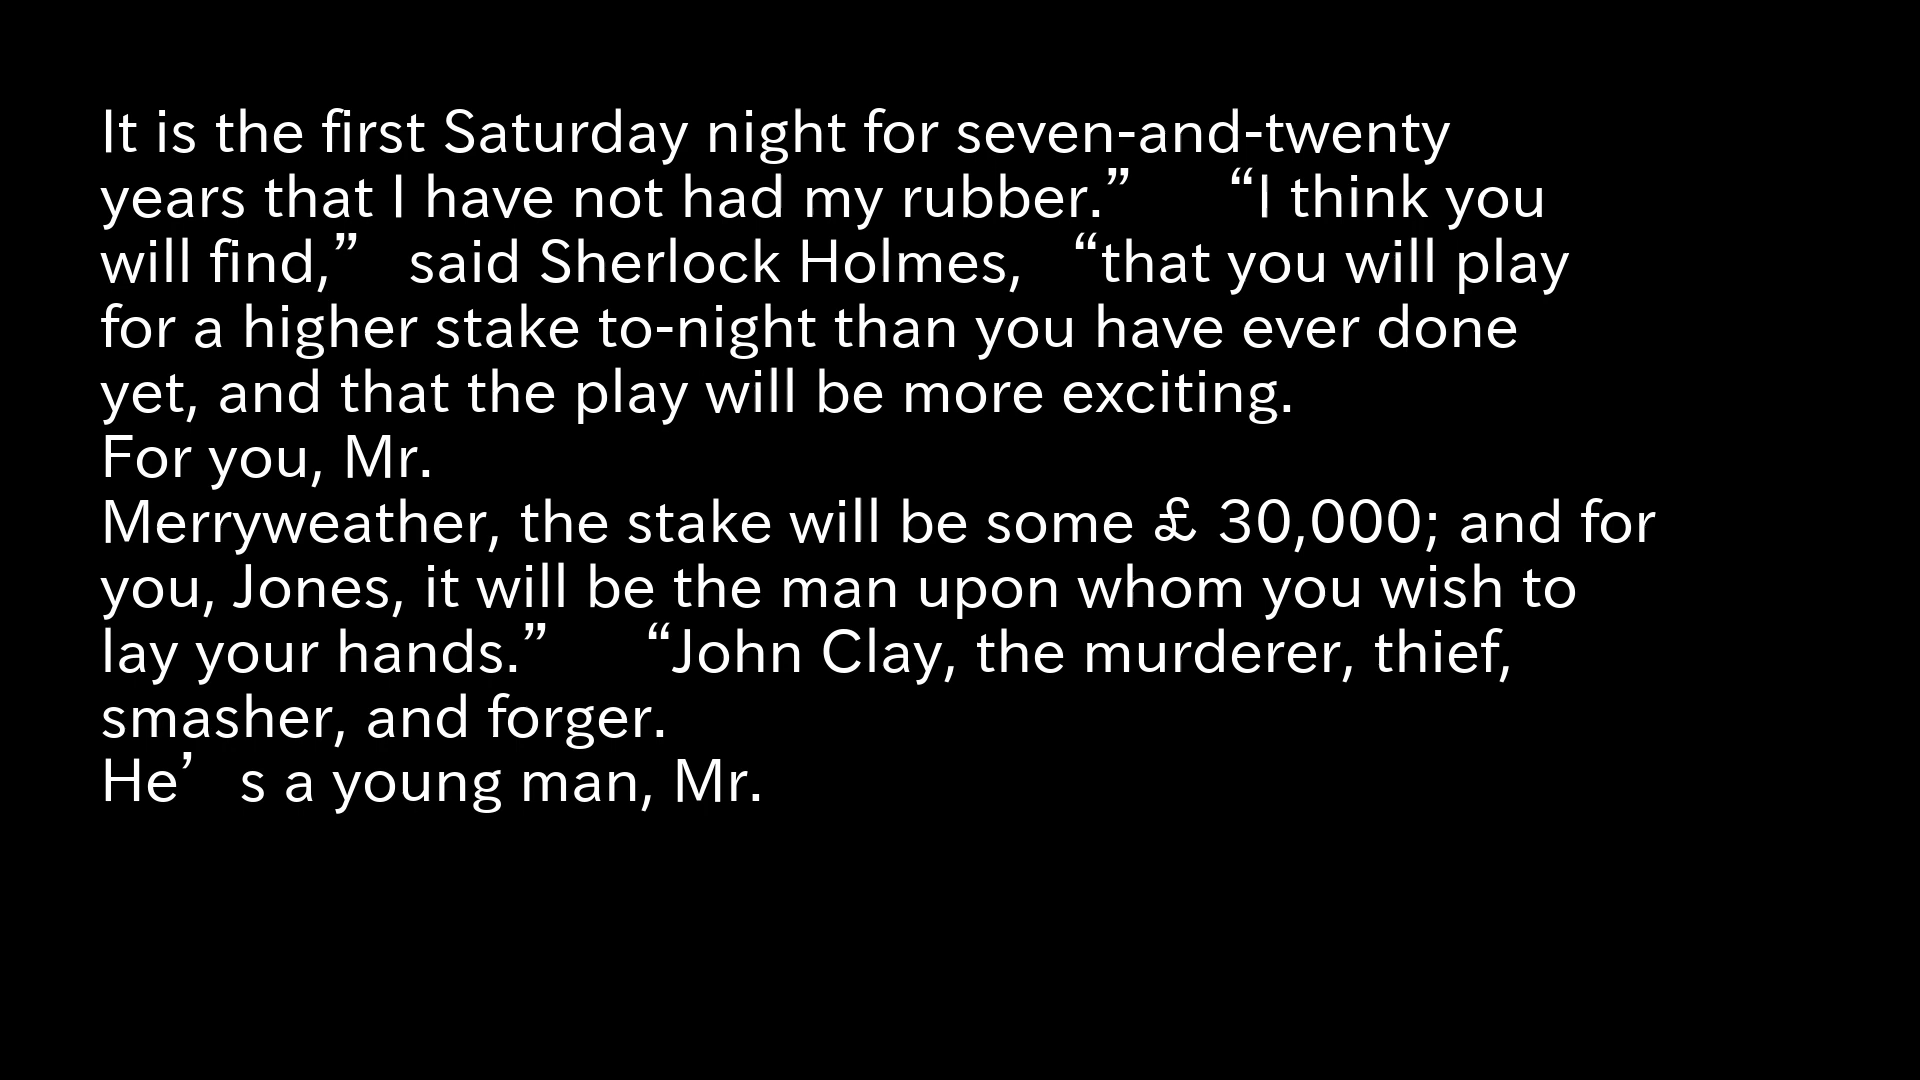 It is the first Saturday night for seven-and-twenty
years that I have not had my rubber.” “I think you
will find,” said Sherlock Holmes, “that you will play
for a higher stake to-night than you have ever done
yet, and that the play will be more exciting.
For you, Mr.
Merryweather, the stake will be some £ 30,000; and for
you, Jones, it will be the man upon whom you wish to
lay your hands.” “John Clay, the murderer, thief,
smasher, and forger.
He’s a young man, Mr.